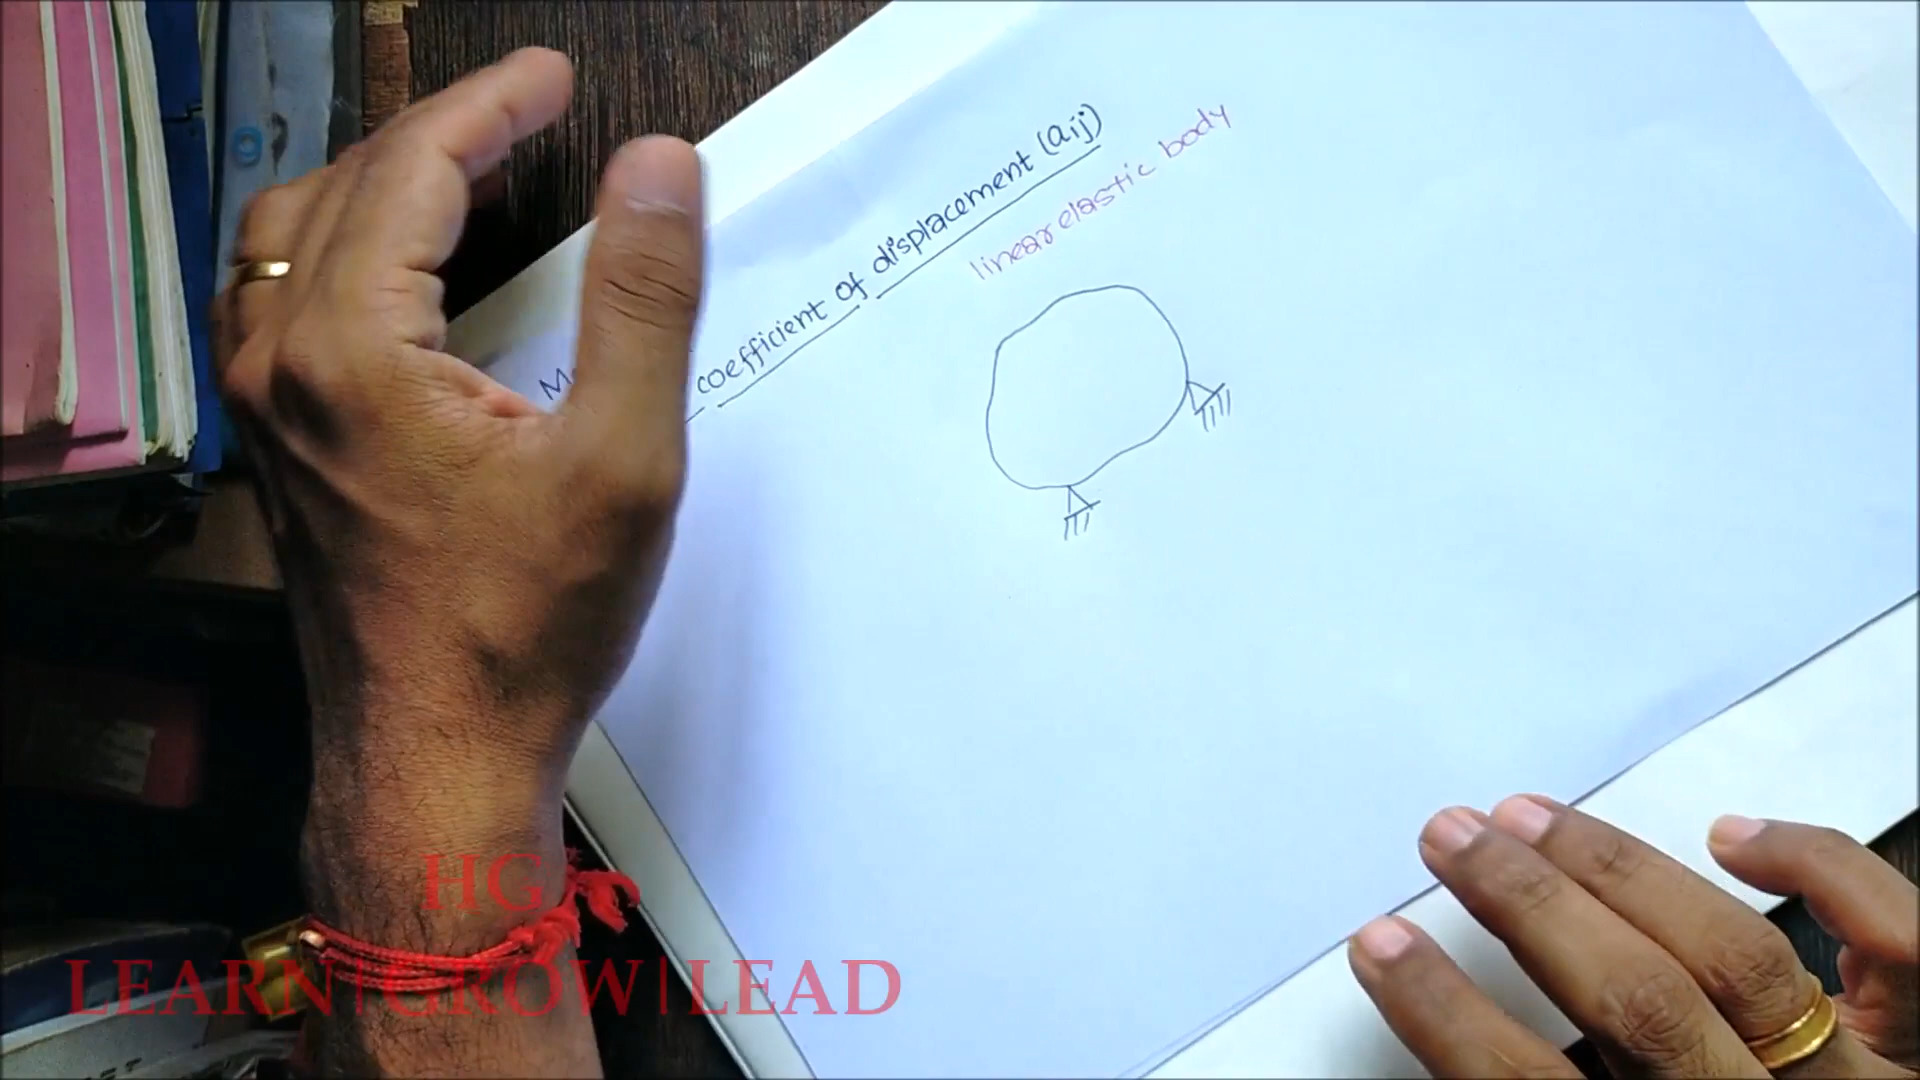 coefficient of displacement (aij)
linear elastic body
HG
LEARN|GROW|LEAD